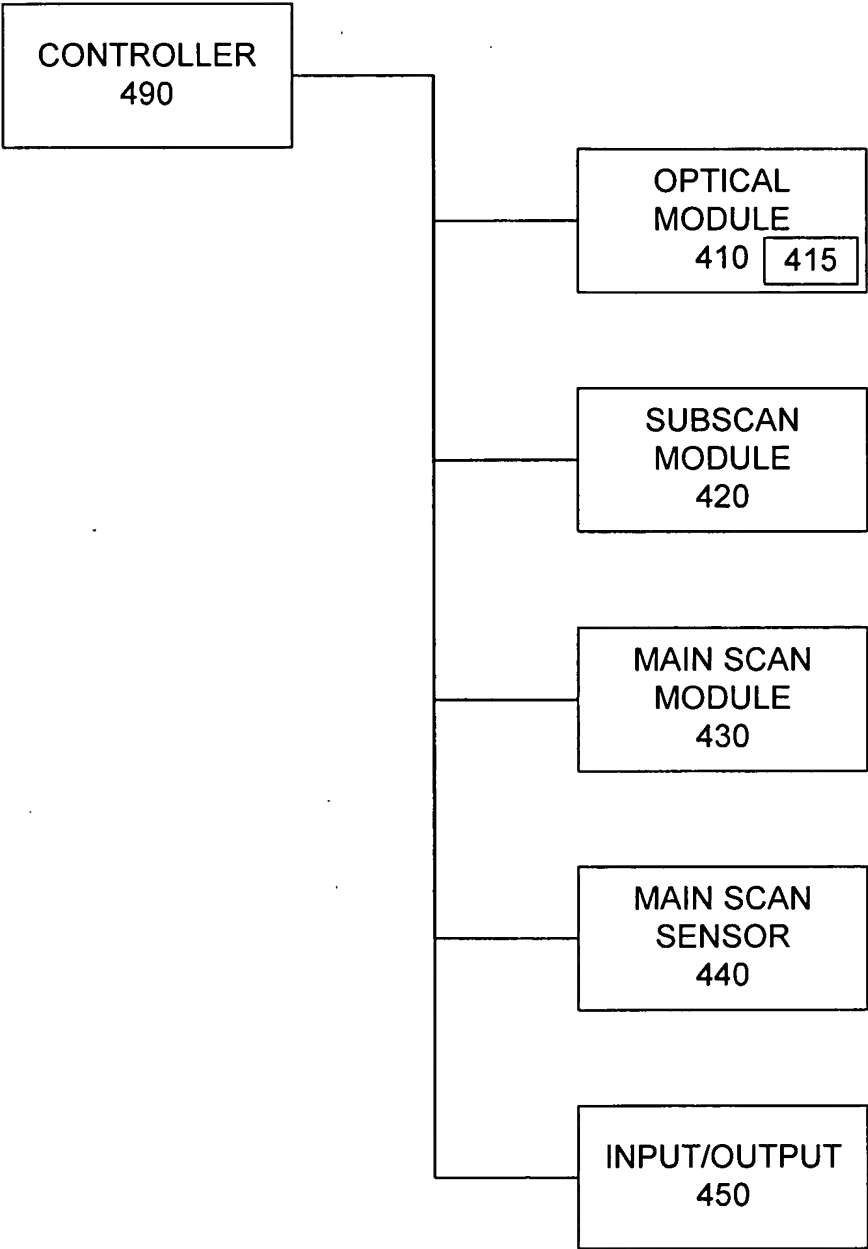 CONTROLLER
490
OPTICAL
MODULE
410 415
SUBSCAN
MODULE
420
MAIN SCAN
MODULE
430
MAIN SCAN
SENSOR
440
INPUT/OUTPUT
450